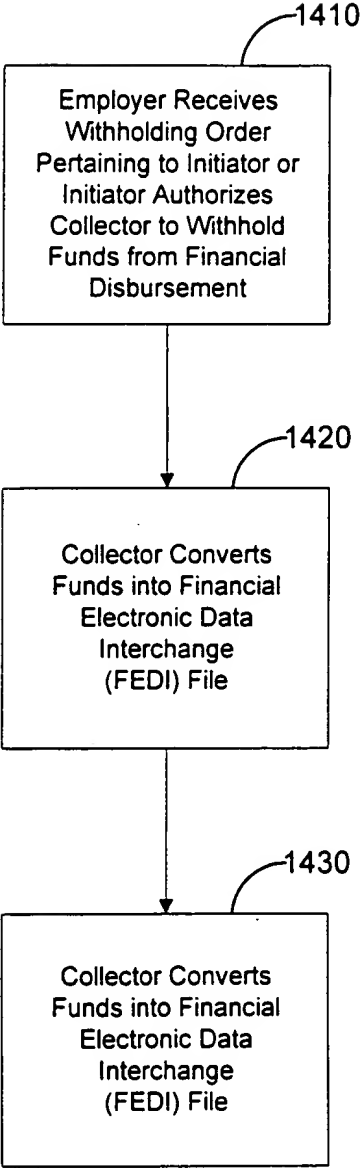 1410
Employer Receives
Withholding Order
Pertaining to Initiator or
Initiator Authorizes
Collector to Withhold
Funds from Financial
Disbursement
1420
Collector Converts
Funds into Financial
Electronic Data
Interchange
(FEDI) File
1430
Collector Converts
Funds into Financial
Electronic Data
Interchange
(FEDI) File